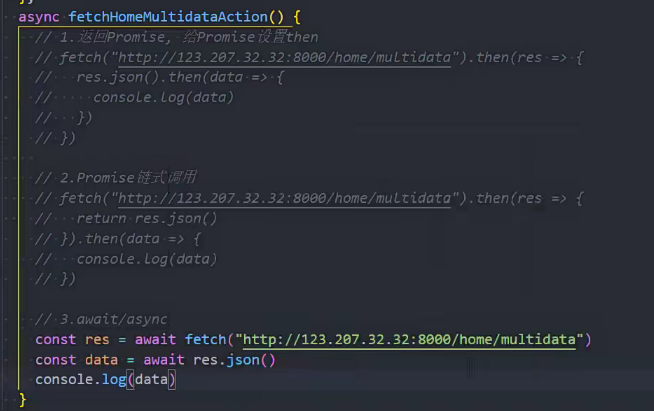 async fetchHomeMultidataAction() {
// 1.返回Promise, 给Promise设置then
// fetch("http://123.207.32.32:8000/home/multidata").then(res => {
//   res.json().then(data => {
//     console.log(data)
//   })
// })
// 2.Promise链式调用
// fetch("http://123.207.32.32:8000/home/multidata").then(res => {
//   return res.json()
// }).then(data => {
//   console.log(data)
// })
// 3.await/async
const res = await fetch("http://123.207.32.32:8000/home/multidata")
const data = await res.json()
console.log(data)
}